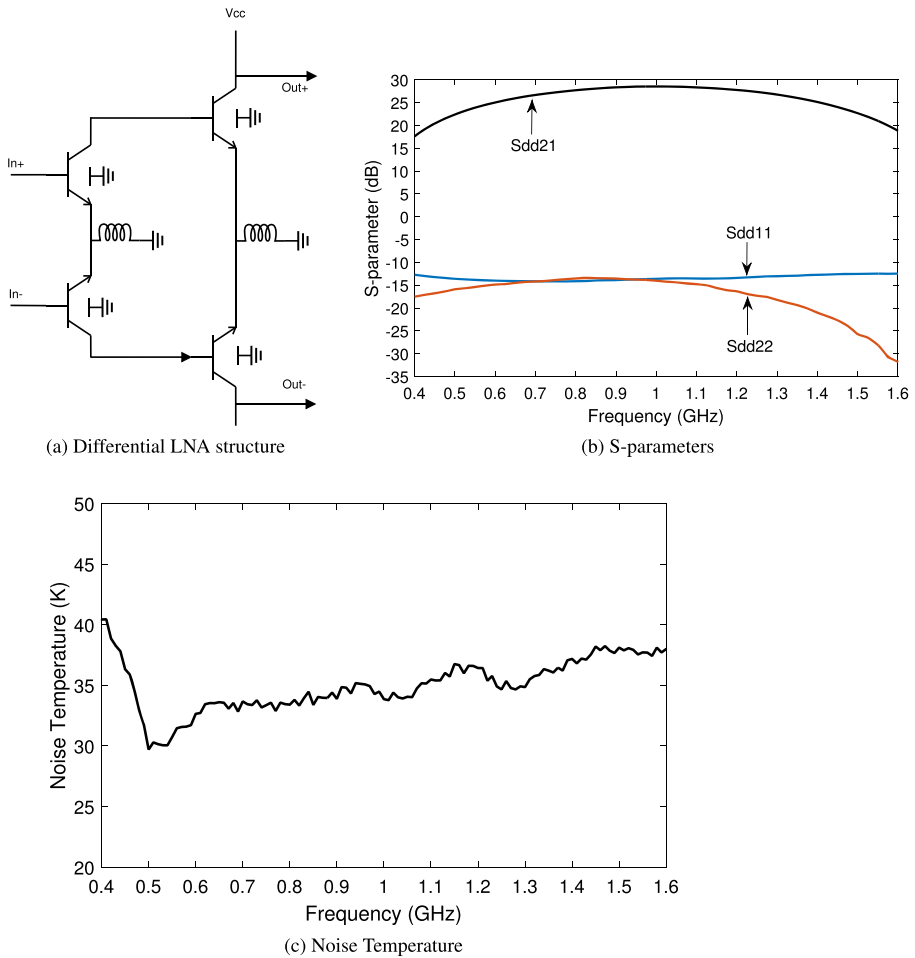 Vcc
Out+
In+
In-
Out-
(a) Differential LNA structure
30
25
20
15
10
5
0
-5
-10
-15
-20
-25
-30
-35
S-parameter (dB)
Sdd21
Sdd11
Sdd22
0.4 0.5 0.6 0.7 0.8 0.9 1 1.1 1.2 1.3 1.4 1.5 1.6
Frequency (GHz)
(b) S-parameters
50
45
40
35
30
25
20
Noise Temperature (K)
0.4 0.5 0.6 0.7 0.8 0.9 1 1.1 1.2 1.3 1.4 1.5 1.6
Frequency (GHz)
(c) Noise Temperature